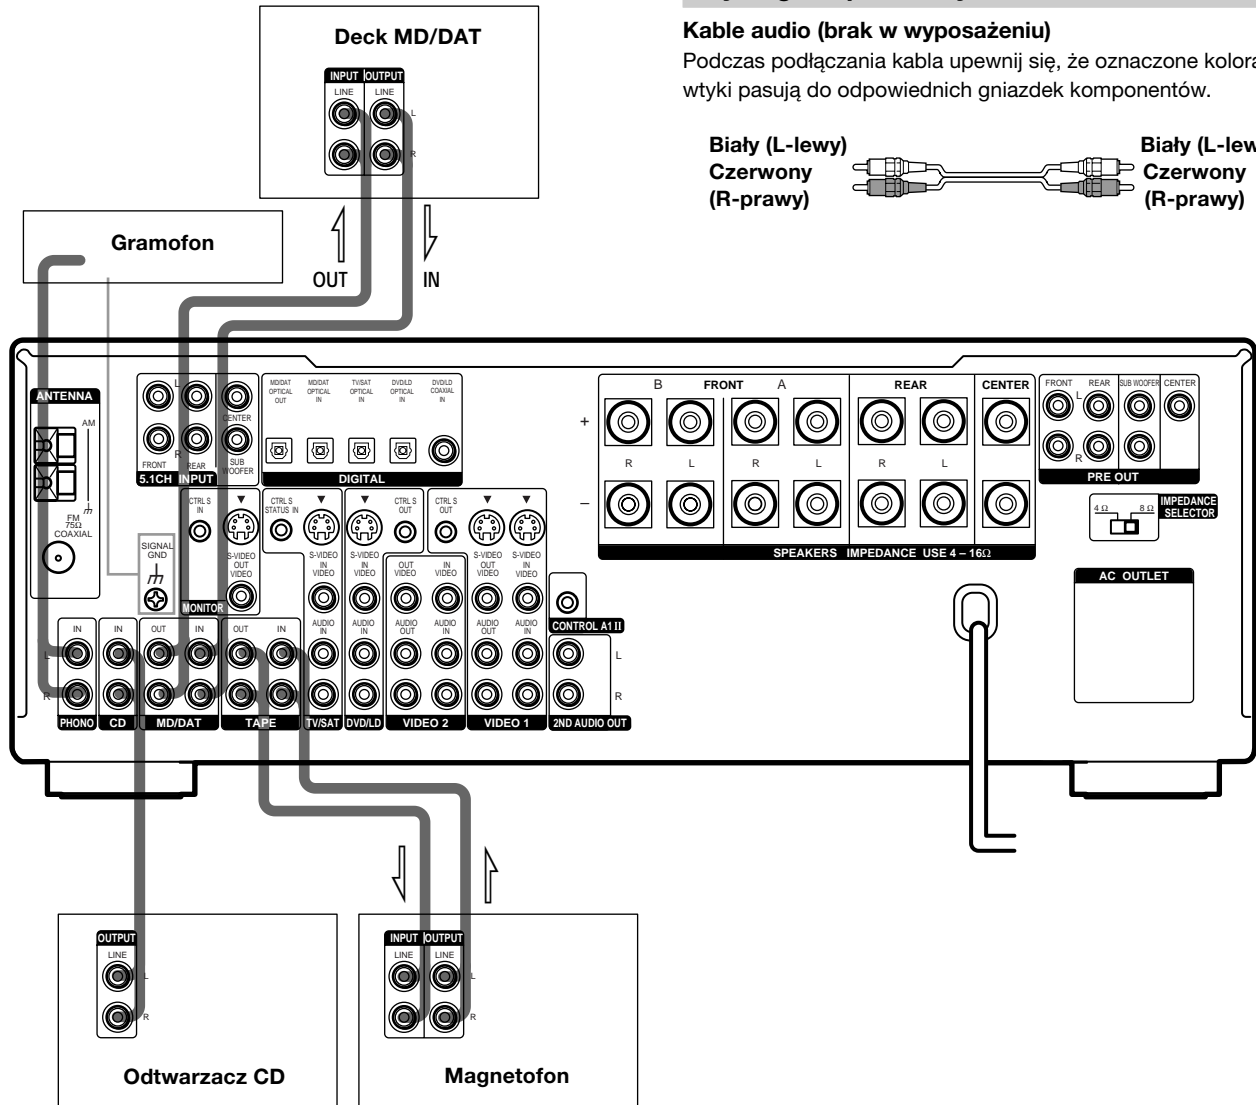 Kable audio (brak w wyposażeniu)
Podczas podłączania kabla upewnij się, że oznaczone kolora
wtyki pasują do odpowiednich gniazdek komponentów.
Biały (L-lewy)
Czerwony
(R-prawy)
Biały (L-lew
Czerwony
(R-prawy)
Deck MD/DAT
INPUT OUTPUT
LINE LINE
L
R
Gramofon
OUT IN
ANTENNA
AM
FM
75Ω
COAXIAL
L
R
CENTER
FRONT REAR SUB
WOOFER
5.1CH INPUT
MD/DAT
OPTICAL
OUT
MD/DAT
OPTICAL
IN
TV/SAT
OPTICAL
IN
DVD/LD
OPTICAL
IN
DVD/LD
COAXIAL
IN
DIGITAL
B FRONT A REAR CENTER
+
R L R L R L
–
SPEAKERS IMPEDANCE USE 4 – 16Ω
FRONT REAR SUB WOOFER CENTER
L
R
PRE OUT
IMPEDANCE
SELECTOR
4 Ω 8 Ω
AC OUTLET
SIGNAL
GND
CTRL S
IN
S-VIDEO
OUT
VIDEO
MONITOR
CTRL S
STATUS IN
S-VIDEO
IN
VIDEO
S-VIDEO
IN
VIDEO
CTRL S
OUT
CTRL S
OUT
OUT
VIDEO
IN
VIDEO
S-VIDEO
OUT
VIDEO
S-VIDEO
IN
VIDEO
CONTROL A1 II
IN IN OUT IN OUT IN
AUDIO
IN
AUDIO
IN
AUDIO
OUT
AUDIO
IN
AUDIO
OUT
AUDIO
IN
L L
R R
PHONO CD MD/DAT TAPE TV/SAT DVD/LD VIDEO 2 VIDEO 1 2ND AUDIO OUT
OUTPUT
LINE
L
R
Odtwarzacz CD
INPUT OUTPUT
LINE LINE
L
R
Magnetofon